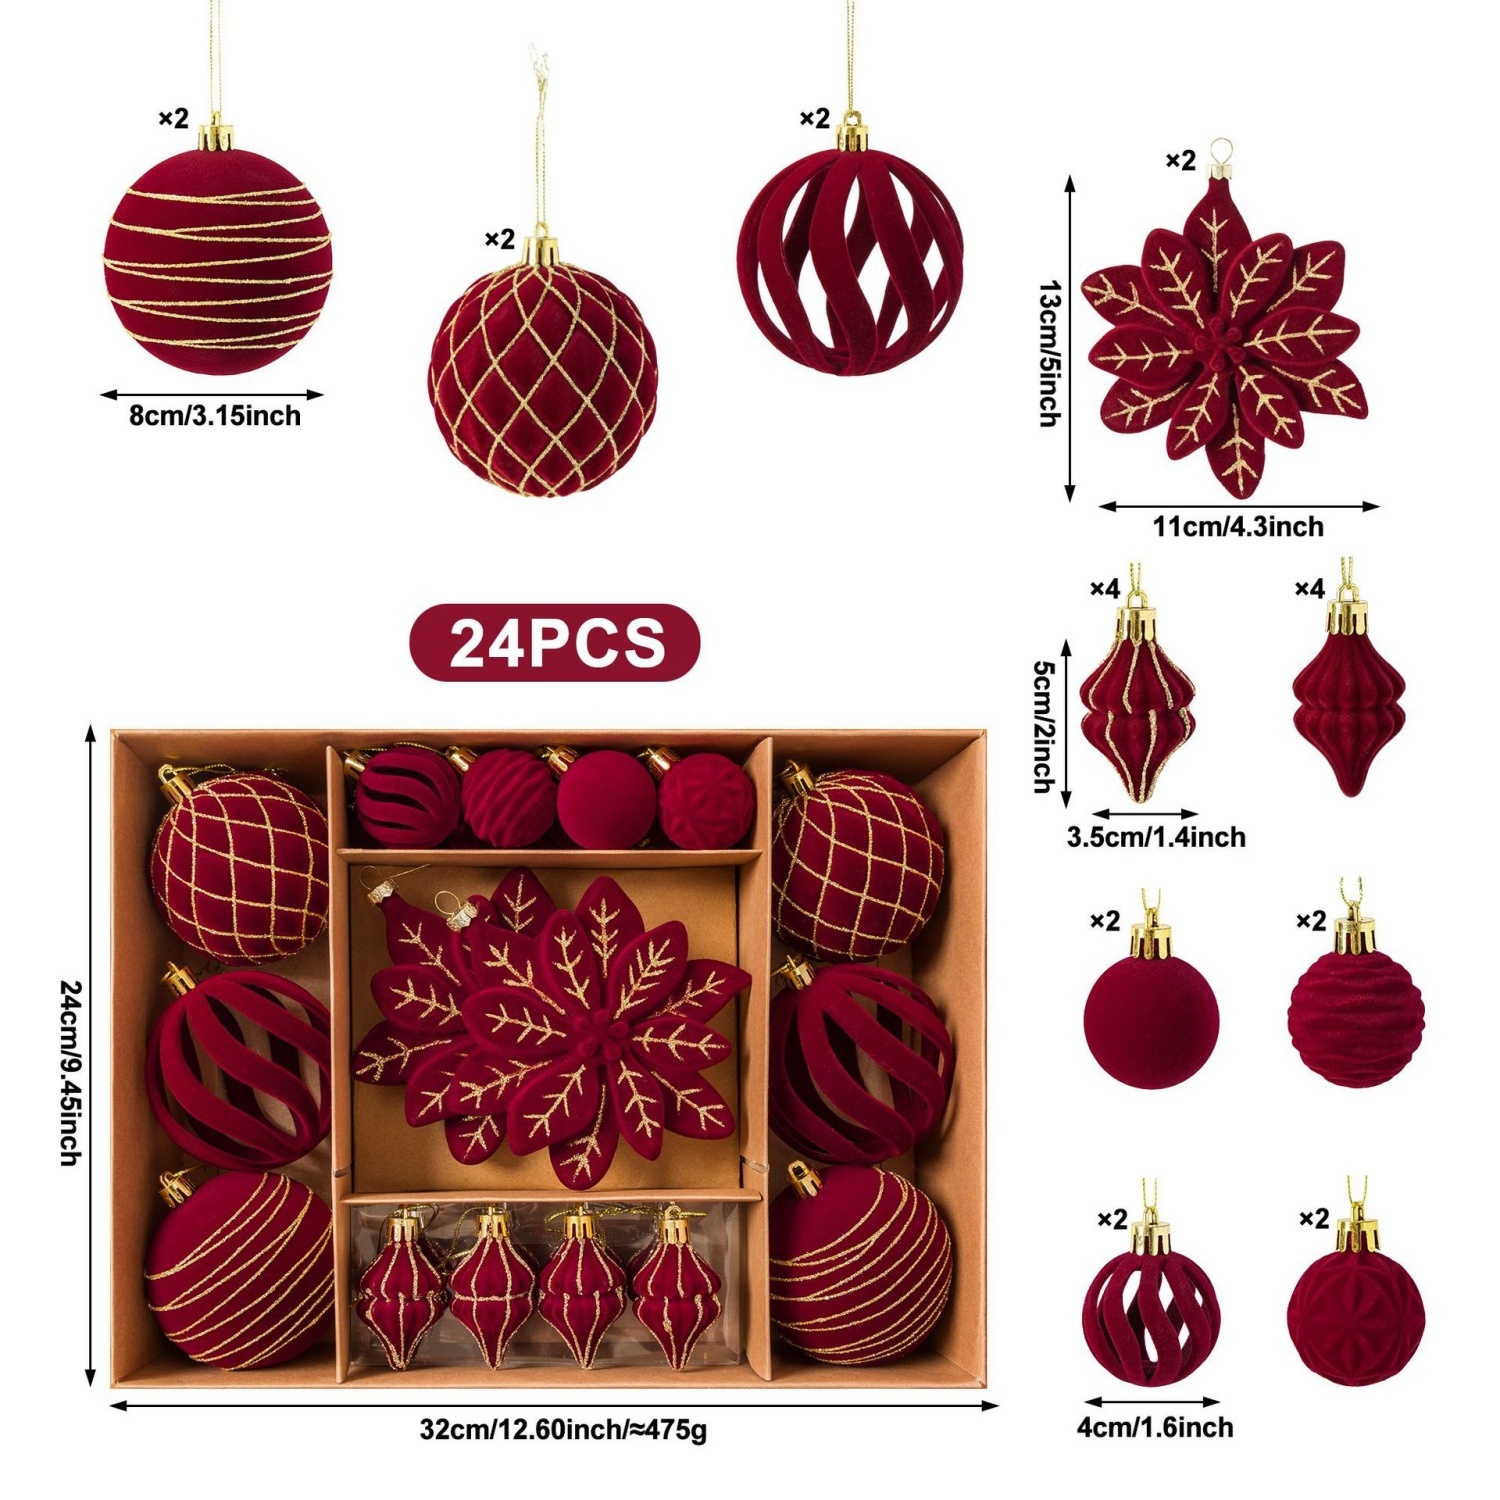 ×2
×2
×2
×2
8cm/3.15inch
13cm/5inch
11cm/4.3inch
×4
×4
24PCS
5cm/2inch
3.5cm/1.4inch
×2
×2
24cm/9.45inch
×2
×2
32cm/12.60inch/≈475g
4cm/1.6inch